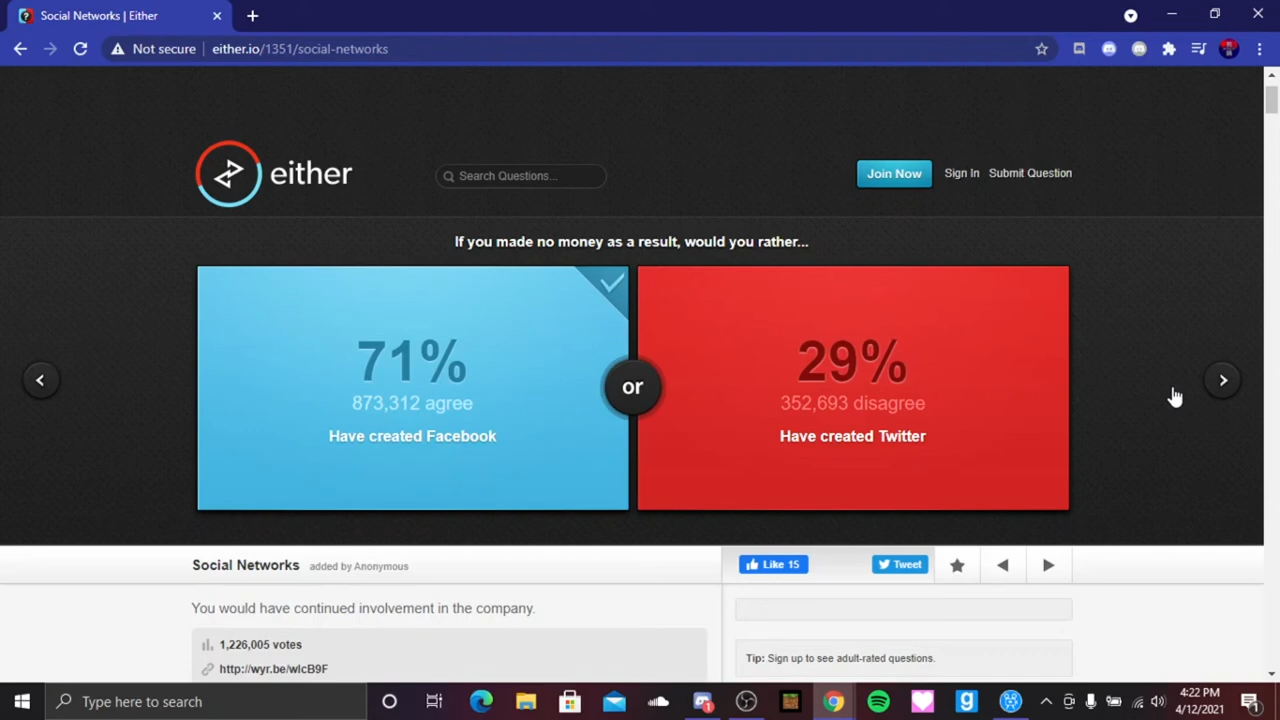 Social Networks | Either
Not secure
either.io/1351/social-networks
either
Search Questions...
Join Now
Sign In
Submit Question
If you made no money as a result, would you rather...
71%
873,312 agree
Have created Facebook
or
29%
352,693 disagree
Have created Twitter
Social Networks
added by Anonymous
Like 15
Tweet
You would have continued involvement in the company.
1,226,005 votes
http://wyr.be/wlcB9F
Tip: Sign up to see adult-rated questions.
Type here to search
1
4:22 PM
4/12/2021
1